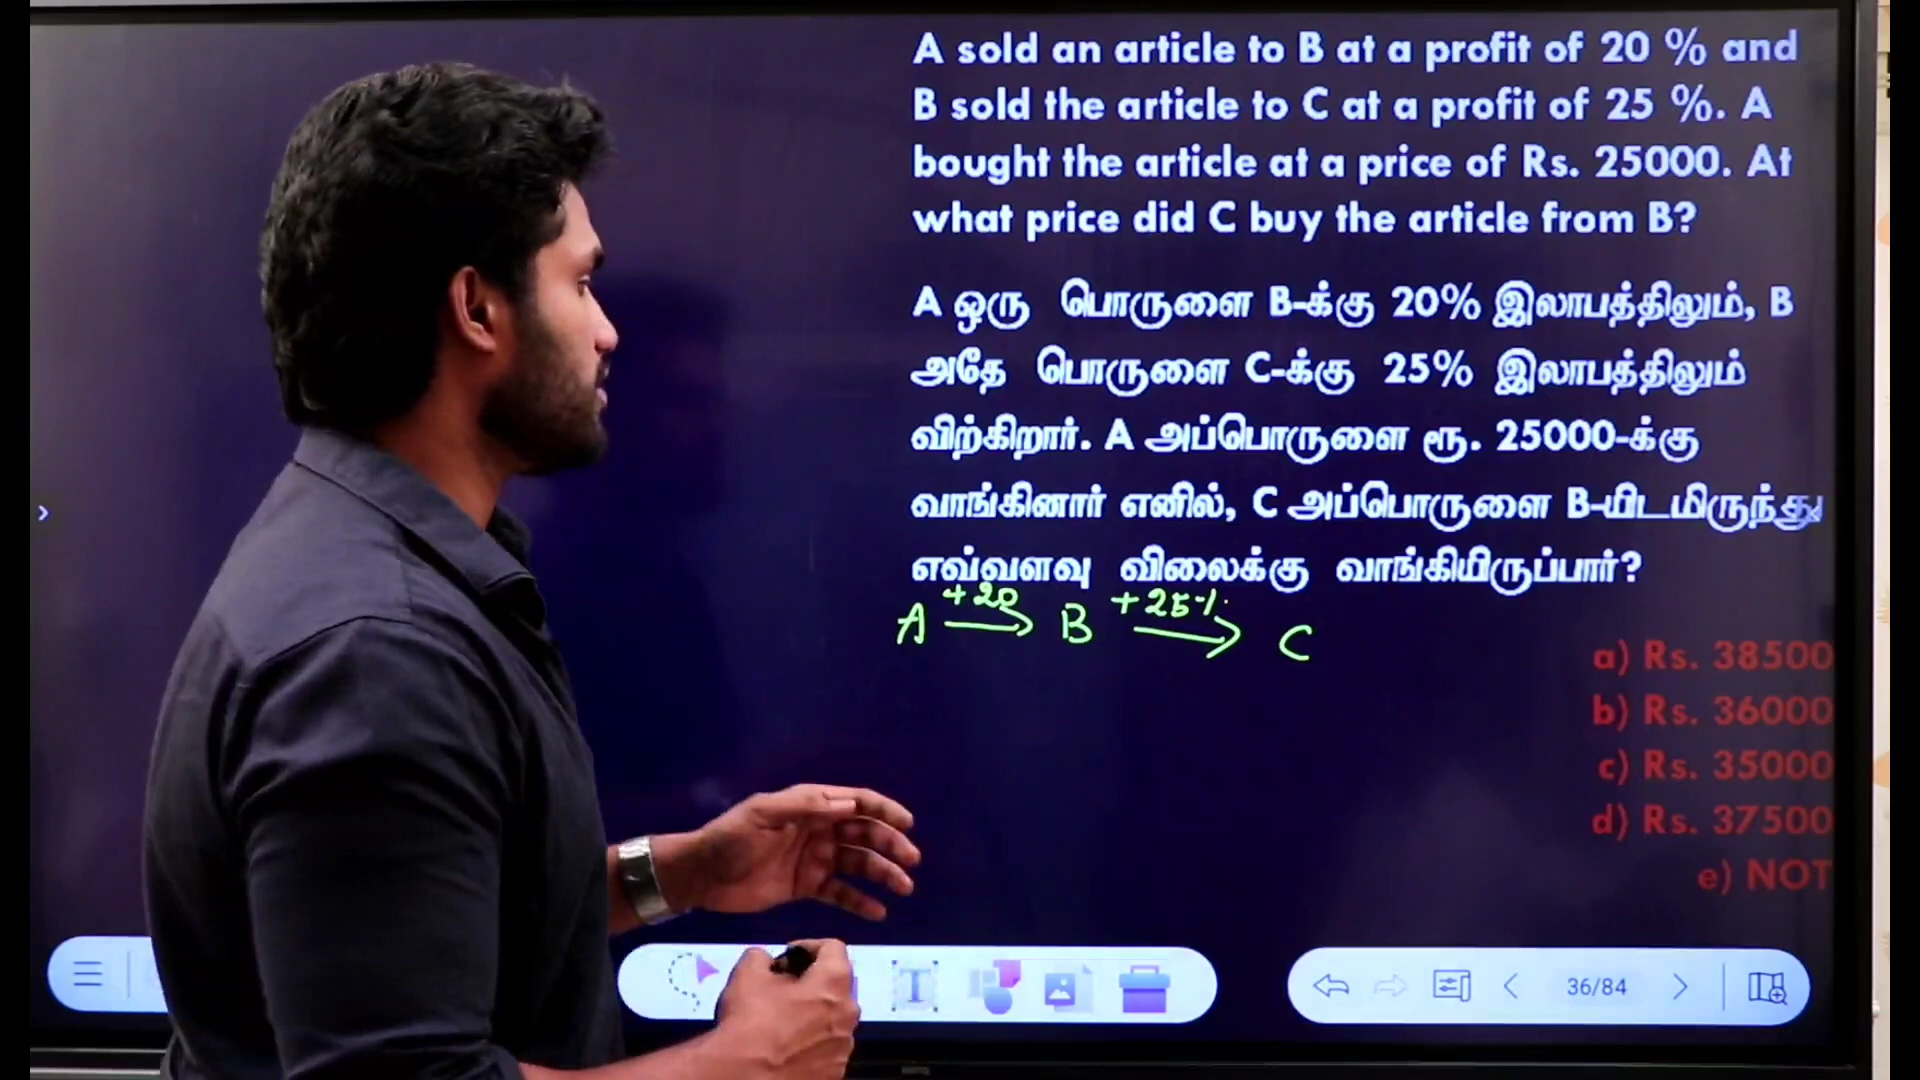 A sold an article to B at a profit of 20 % and
B sold the article to C at a profit of 25 %. A
bought the article at a price of Rs. 25000. At
what price did C buy the article from B?
A ஒரு பொருளை B-க்கு 20% இலாபத்திலும், B
அதே பொருளை C-க்கு 25% இலாபத்திலும்
விற்கிறார். A அப்பொருளை ரூ. 25000-க்கு
வாங்கினார் எனில், C அப்பொருளை B-யிடமிருந்து
எவ்வளவு விலைக்கு வாங்கியிருப்பார்?
+20 +25%
A → B → C
a) Rs. 38500
b) Rs. 36000
c) Rs. 35000
d) Rs. 37500
e) NOT
36/84